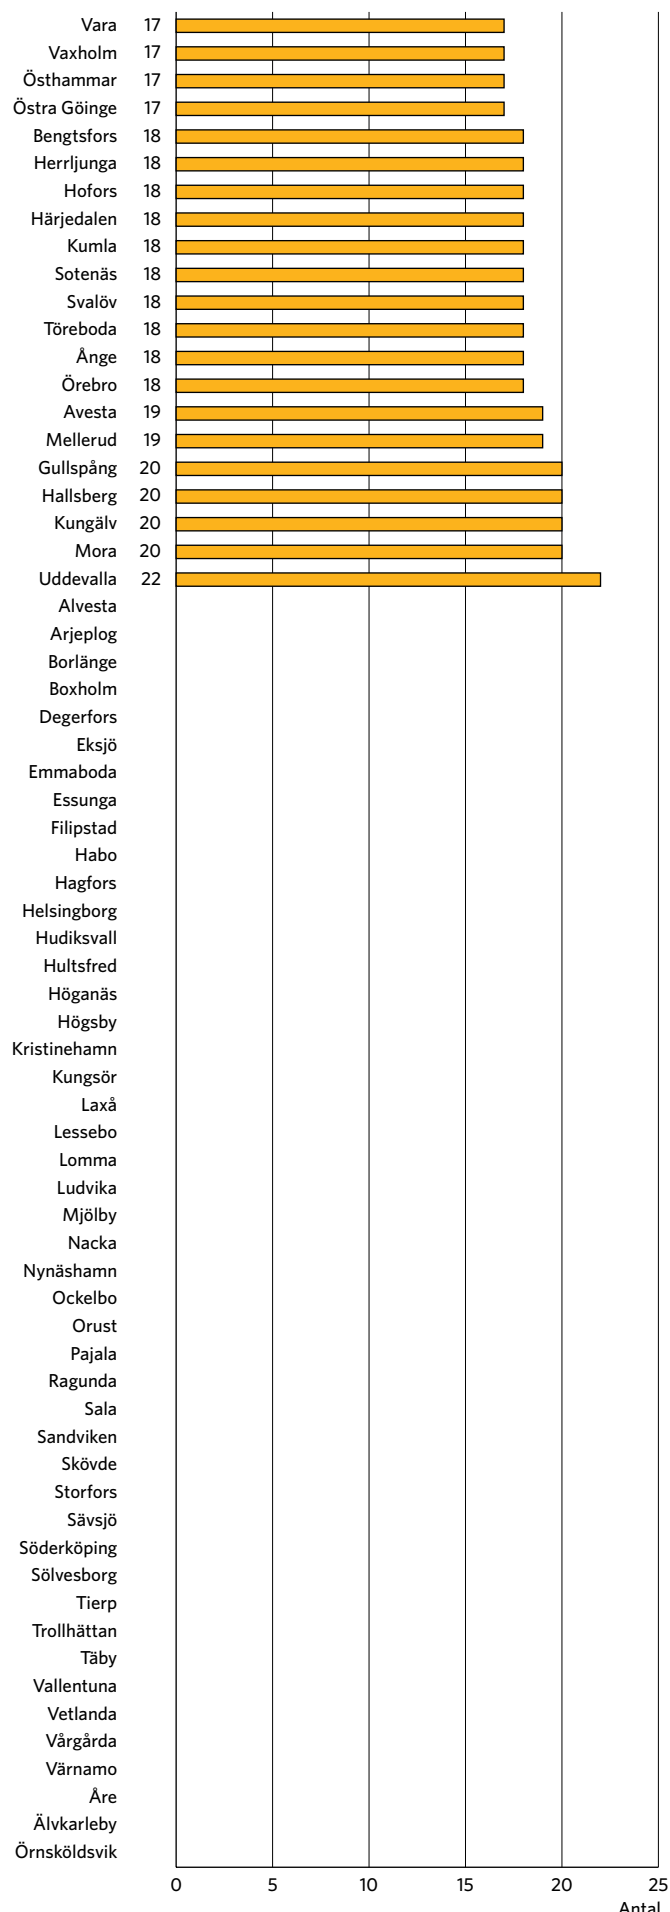 Vara 17
Vaxholm 17
Östhammar 17
Östra Göinge 17
Bengtsfors 18
Herrljunga 18
Hofors 18
Härjedalen 18
Kumla 18
Sotenäs 18
Svalöv 18
Töreboda 18
Ånge 18
Örebro 18
Avesta 19
Mellerud 19
Gullspång 20
Hallsberg 20
Kungälv 20
Mora 20
Uddevalla 22
Alvesta
Arjeplog
Borlänge
Boxholm
Degerfors
Eksjö
Emmaboda
Essunga
Filipstad
Habo
Hagfors
Helsingborg
Hudiksvall
Hultsfred
Höganäs
Högsby
Kristinehamn
Kungsör
Laxå
Lessebo
Lomma
Ludvika
Mjölby
Nacka
Nynäshamn
Ockelbo
Orust
Pajala
Ragunda
Sala
Sandviken
Skövde
Storfors
Sävsjö
Söderköping
Sölvesborg
Tierp
Trollhättan
Täby
Vallentuna
Vetlanda
Vårgårda
Värnamo
Åre
Älvkarleby
Örnsköldsvik
0 5 10 15 20 25
Antal